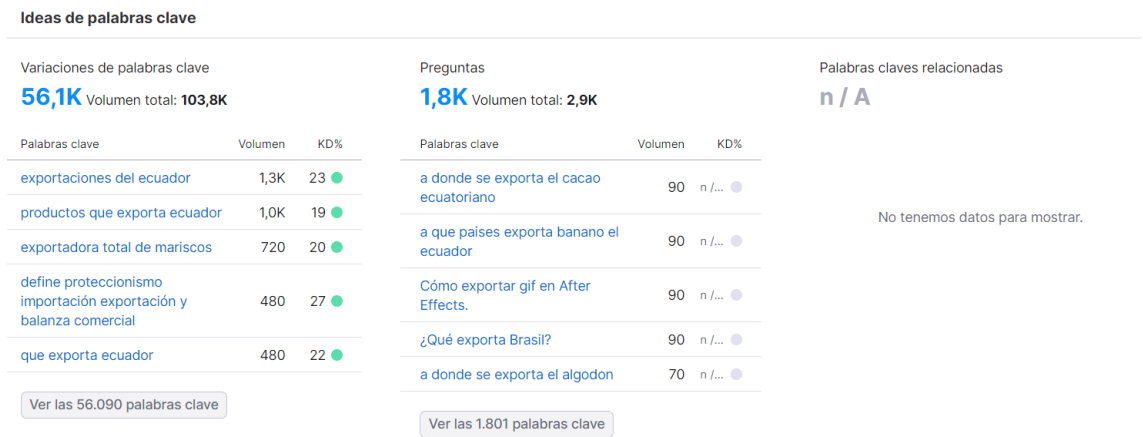 Ideas de palabras clave
Variaciones de palabras clave
56,1K Volumen total: 103,8K
Palabras clave Volumen KD%
exportaciones del ecuador 1,3K 23
productos que exporta ecuador 1,0K 19
exportadora total de mariscos 720 20
define proteccionismo
importación exportación y 480 27
balanza comercial
que exporta ecuador 480 22
Ver las 56.090 palabras clave
Preguntas
1,8K Volumen total: 2,9K
Palabras clave Volumen KD%
a donde se exporta el cacao
ecuatoriano 90 n /...
a que paises exporta banano el
ecuador 90 n /...
Cómo exportar gif en After
Effects. 90 n /...
¿Qué exporta Brasil? 90 n /...
a donde se exporta el algodon 70 n /...
Ver las 1.801 palabras clave
Palabras claves relacionadas
n / A
No tenemos datos para mostrar.